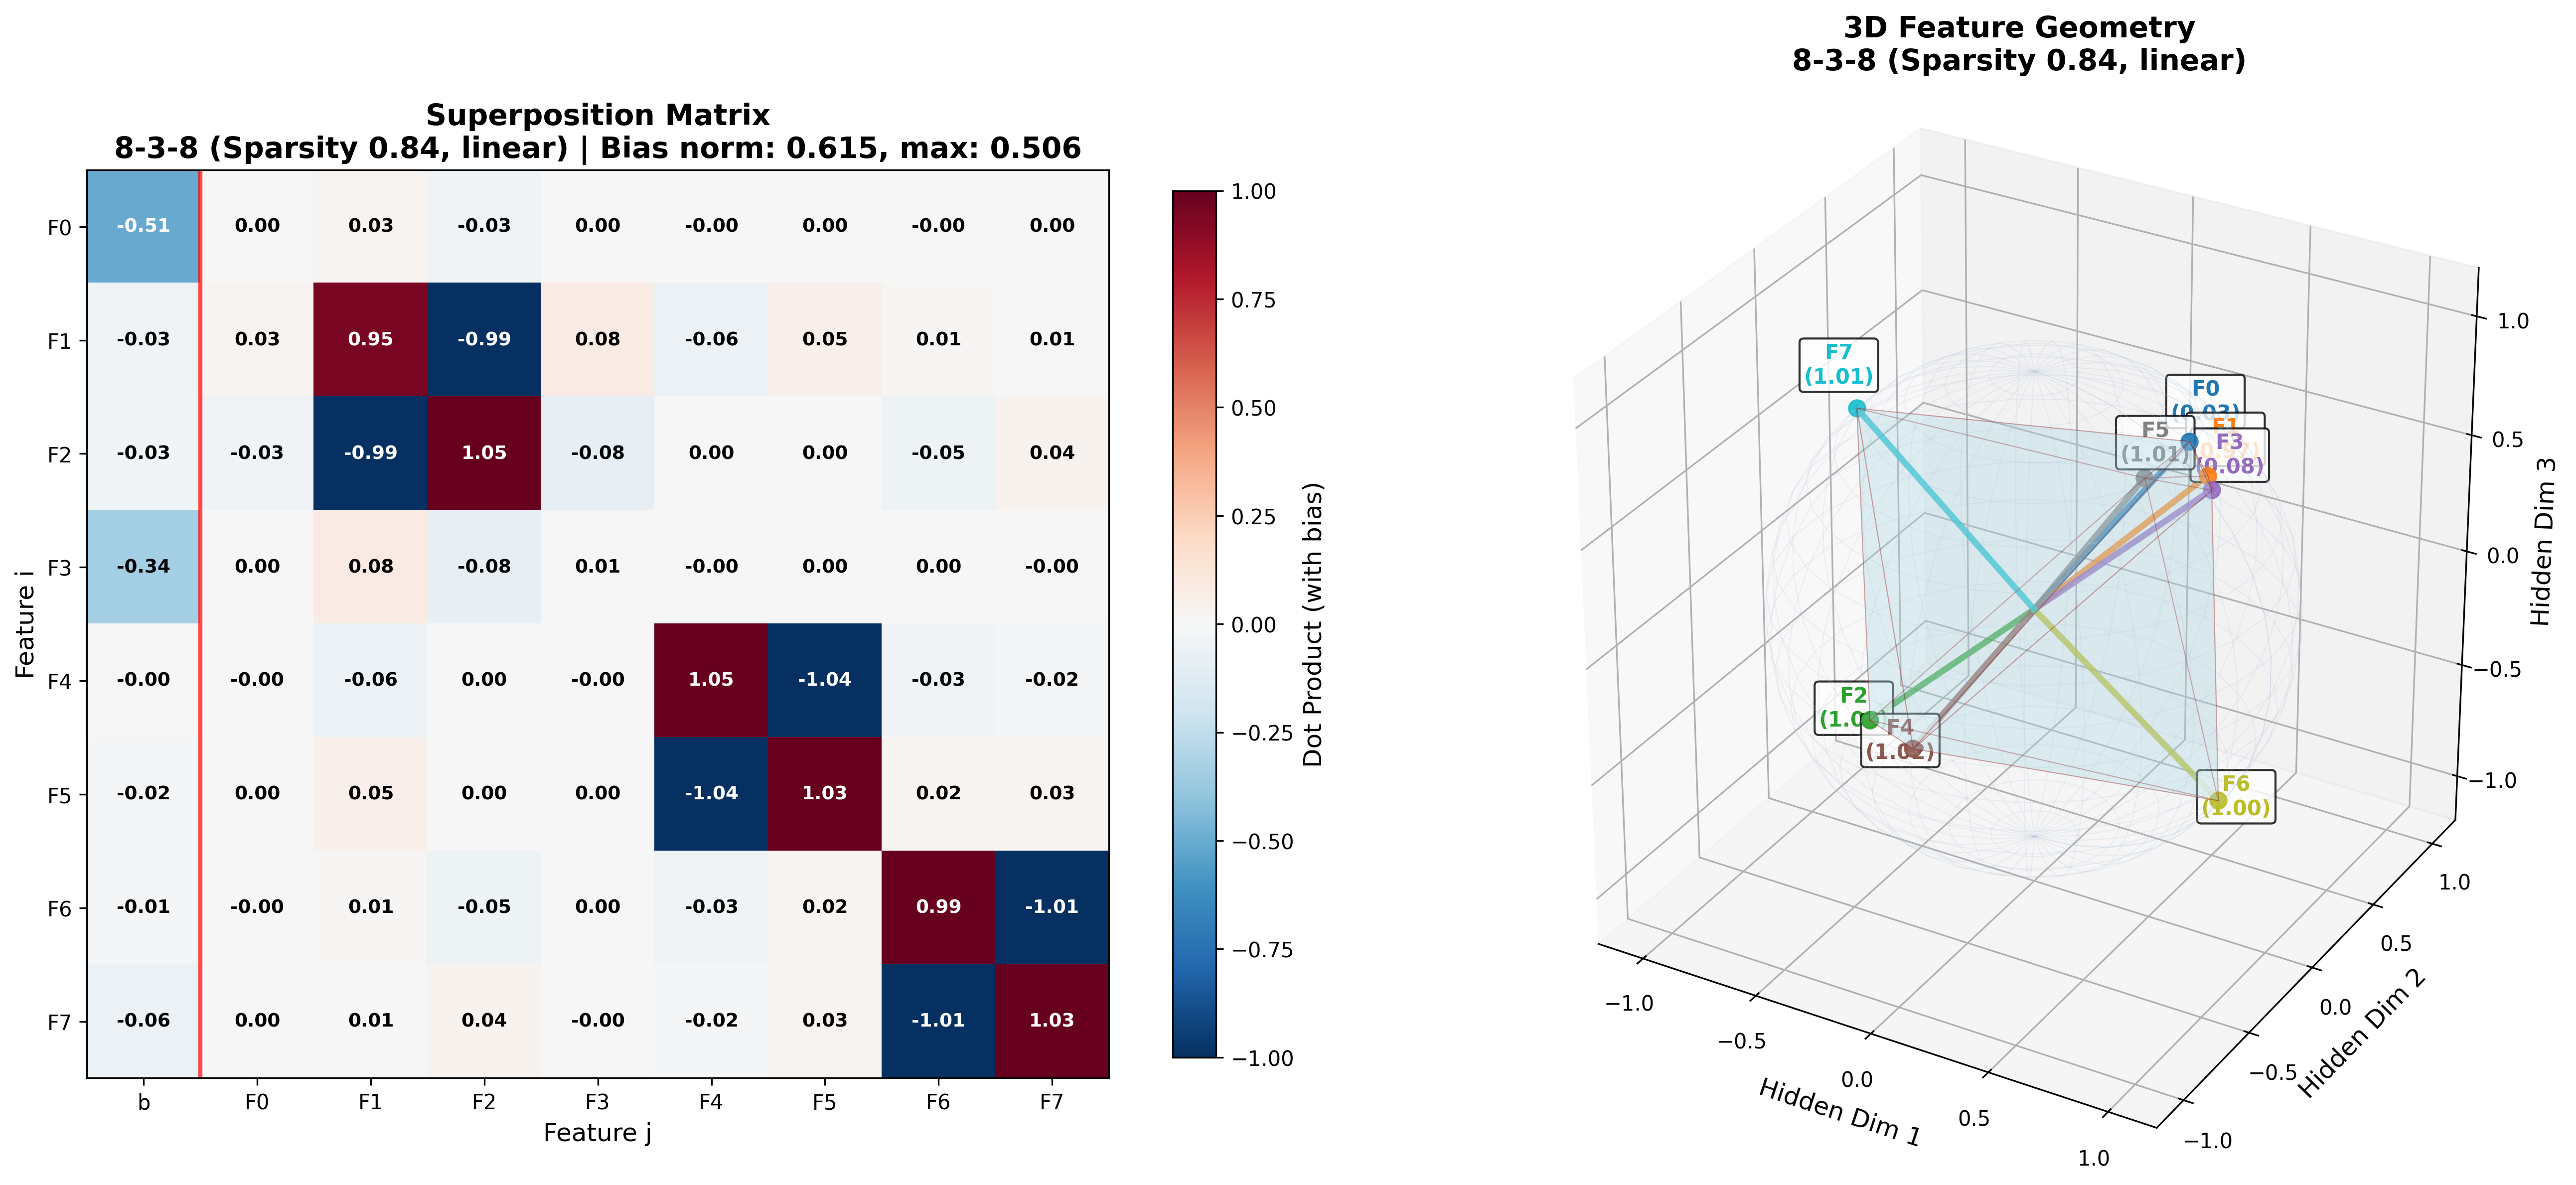 Superposition Matrix
8-3-8 (Sparsity 0.84, linear) | Bias norm: 0.615, max: 0.506
F0 -0.51 0.00 0.03 -0.03 0.00 -0.00 0.00 -0.00 0.00
F1 -0.03 0.03 0.95 -0.99 0.08 -0.06 0.05 0.01 0.01
F2 -0.03 -0.03 -0.99 1.05 -0.08 0.00 0.00 -0.05 0.04
F3 -0.34 0.00 0.08 -0.08 0.01 -0.00 0.00 0.00 -0.00
F4 -0.00 -0.00 -0.06 0.00 -0.00 1.05 -1.04 -0.03 -0.02
F5 -0.02 0.00 0.05 0.00 0.00 -1.04 1.03 0.02 0.03
F6 -0.01 -0.00 0.01 -0.05 0.00 -0.03 0.02 0.99 -1.01
F7 -0.06 0.00 0.01 0.04 -0.00 -0.02 0.03 -1.01 1.03
b F0 F1 F2 F3 F4 F5 F6 F7
Feature j
Feature i
1.00
0.75
0.50
0.25
0.00
−0.25
−0.50
−0.75
−1.00
Dot Product (with bias)
3D Feature Geometry
8-3-8 (Sparsity 0.84, linear)
F7
(1.01)
F0
(0.03)
F1
F5
(1.01)
F3
(0.08)
F2
F4
(1.02)
F6
(1.00)
−1.0
−0.5
0.0
0.5
1.0
Hidden Dim 1
−1.0
−0.5
0.0
0.5
1.0
Hidden Dim 2
1.0
0.5
0.0
−0.5
−1.0
Hidden Dim 3